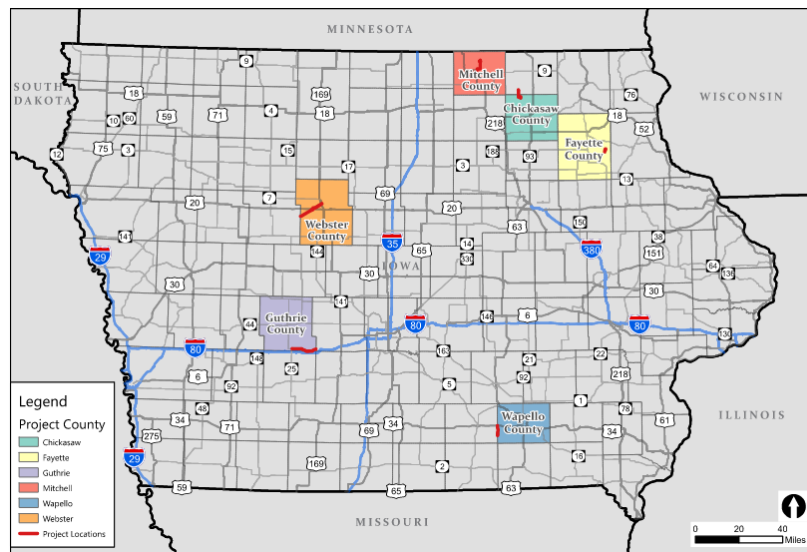 MINNESOTA
SOUTH
DAKOTA
WISCONSIN
ILLINOIS
MISSOURI
IOWA
Mitchell
County
Chickasaw
County
Fayette
County
Webster
County
Guthrie
County
Wapello
County
9
9
76
18
169
4
18
52
10
60
59
71
18
218
75
3
15
188
93
12
17
3
13
7
69
20
20
63
150
141
144
35
65
14
330
380
38
151
29
30
30
64
136
30
141
44
80
146
6
80
130
80
148
25
163
21
22
6
92
5
92
218
48
1
78
34
71
34
61
34
275
69
29
169
2
16
59
65
63
Legend
Project County
Chickasaw
Fayette
Guthrie
Mitchell
Wapello
Webster
Project Locations
0 20 40
Miles